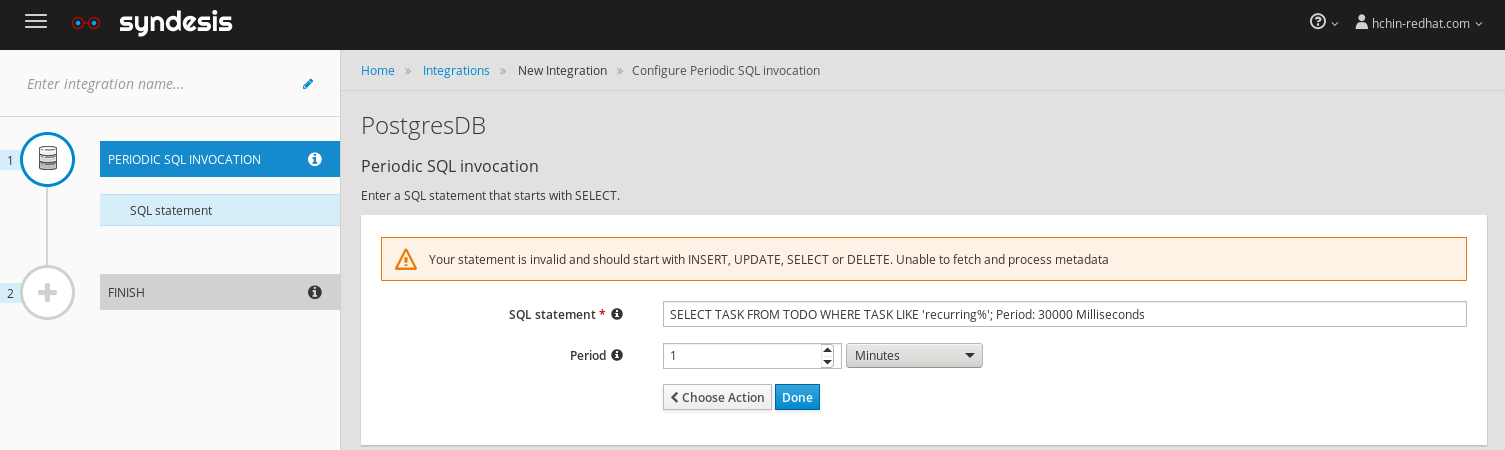 syndesis
hchin-redhat.com
Enter integration name...
Home » Integrations » New Integration » Configure Periodic SQL invocation
1
PERIODIC SQL INVOCATION
SQL statement
2
FINISH
PostgresDB
Periodic SQL invocation
Enter a SQL statement that starts with SELECT.
Your statement is invalid and should start with INSERT, UPDATE, SELECT or DELETE. Unable to fetch and process metadata
SQL statement * SELECT TASK FROM TODO WHERE TASK LIKE 'recurring%'; Period: 30000 Milliseconds
Period 1 Minutes
Choose Action Done